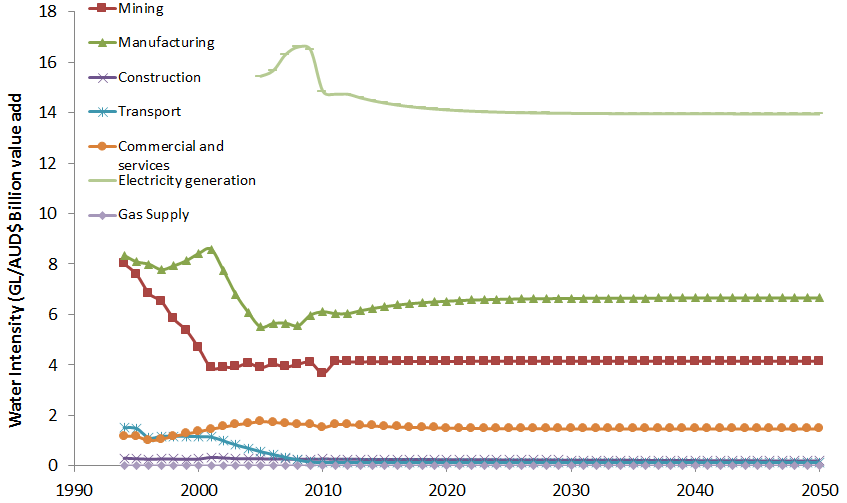 18
16
14
12
10
8
6
4
2
0
Water Intensity (GL/AUD$ Billion value add
Mining
Manufacturing
Construction
Transport
Commercial and
services
Electricity generation
Gas Supply
1990
2000
2010
2020
2030
2040
2050